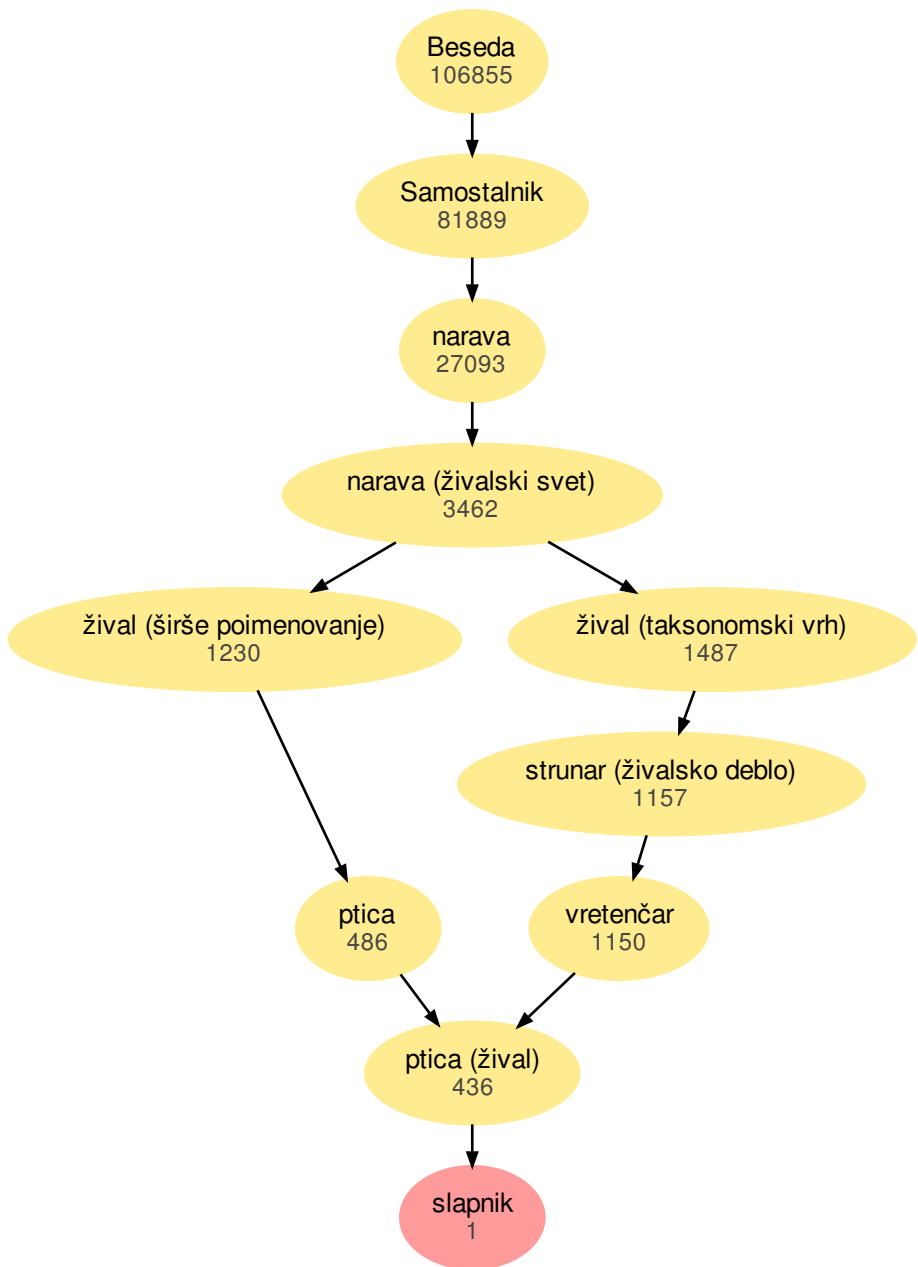 Beseda
106855
Samostalnik
81889
narava
27093
narava (živalski svet)
3462
žival (širše poimenovanje)
1230
žival (taksonomski vrh)
1487
strunar (živalsko deblo)
1157
ptica
486
vretenčar
1150
ptica (žival)
436
slapnik
1